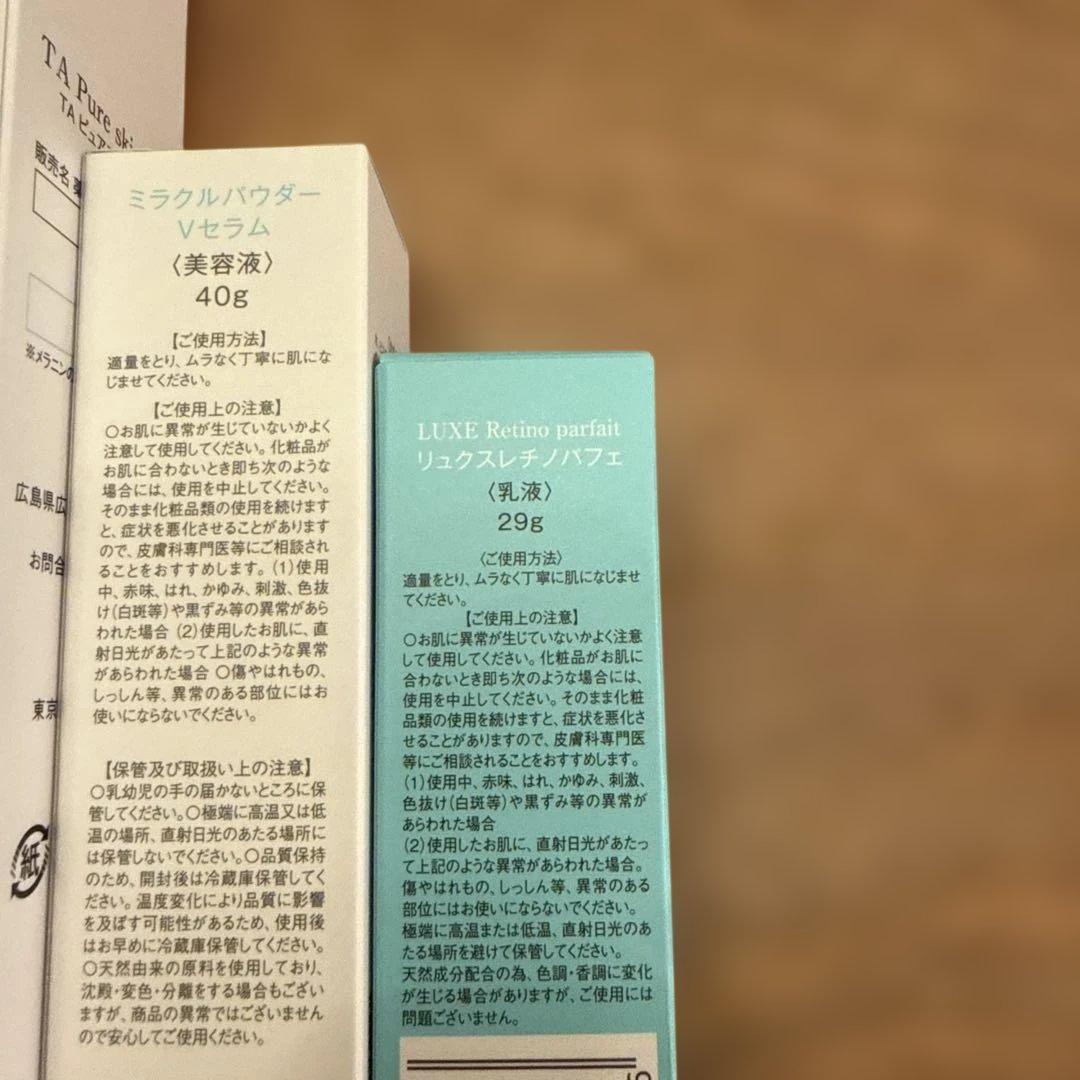 TA Pure
TA ピュア
販売名
※メラニンの
広島県広
お問合
東京
紙
ミラクルパウダー
Vセラム
〈美容液〉
40g
【ご使用方法】
適量をとり、ムラなく丁寧に肌にな
じませてください。
【ご使用上の注意】
○お肌に異常が生じていないかよく
注意して使用してください。化粧品が
お肌に合わないとき即ち次のような
場合には、使用を中止してください。
そのまま化粧品類の使用を続けます
と、症状を悪化させることがあります
ので、皮膚科専門医等にご相談され
ることをおすすめします。(1)使用
中、赤味、はれ、かゆみ、刺激、色抜
け(白斑等)や黒ずみ等の異常があら
われた場合 (2)使用したお肌に、直
射日光があたって上記のような異常
があらわれた場合 ○傷やはれもの、
しっしん等、異常のある部位にはお
使いにならないでください。
【保管及び取扱い上の注意】
○乳幼児の手の届かないところに保
管してください。○極端に高温又は低
温の場所、直射日光のあたる場所に
は保管しないでください。○品質保持
のため、開封後は冷蔵庫保管してく
ださい。温度変化により品質に影響
を及ぼす可能性があるため、使用後
はお早めに冷蔵庫保管してください。
○天然由来の原料を使用しており、
沈殿・変色・分離をする場合もござい
ますが、商品の異常ではございません
ので安心してご使用ください。
LUXE Retino parfait
リュクスレチノパフェ
〈乳液〉
29g
〈ご使用方法〉
適量をとり、ムラなく丁寧に肌になじませ
てください。
【ご使用上の注意】
○お肌に異常が生じていないかよく注意
して使用してください。化粧品がお肌に
合わないとき即ち次のような場合には、
使用を中止してください。そのまま化粧
品類の使用を続けますと、症状を悪化さ
せることがありますので、皮膚科専門医
等にご相談されることをおすすめします。
(1)使用中、赤味、はれ、かゆみ、刺激、
色抜け(白斑等)や黒ずみ等の異常が
あらわれた場合
(2)使用したお肌に、直射日光があたっ
て上記のような異常があらわれた場合。
傷やはれもの、しっしん等、異常のある
部位にはお使いにならないでください。
極端に高温または低温、直射日光のあ
たる場所を避けて保管してください。
天然成分配合の為、色調・香調に変化
が生じる場合がありますが、ご使用には
問題ございません。